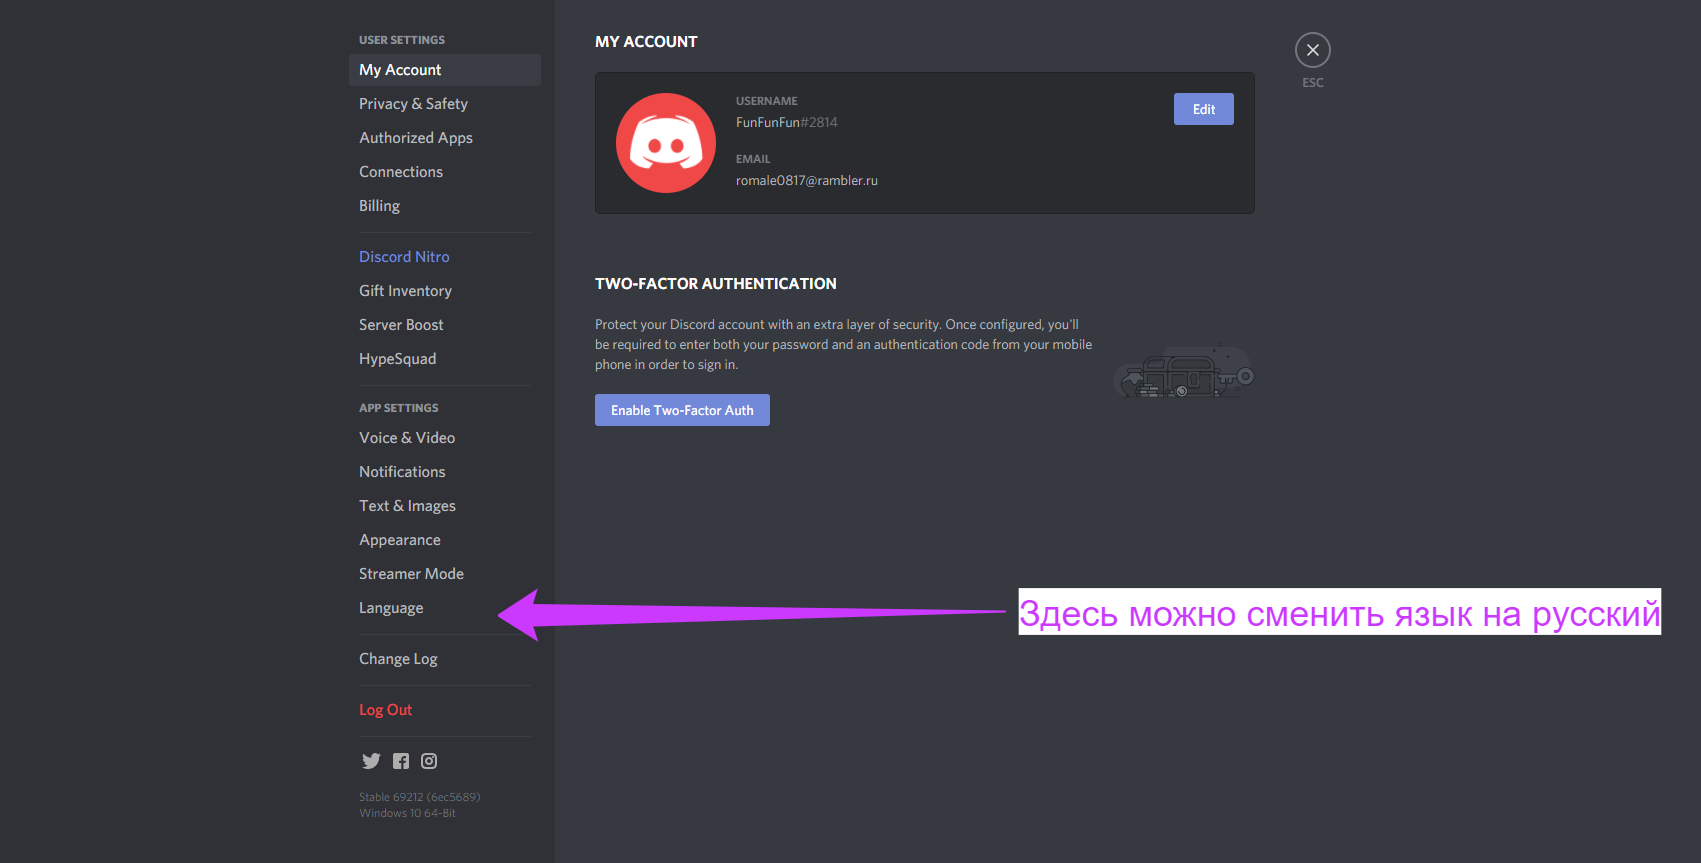 USER SETTINGS
My Account
Privacy & Safety
Authorized Apps
Connections
Billing
Discord Nitro
Gift Inventory
Server Boost
HypeSquad
APP SETTINGS
Voice & Video
Notifications
Text & Images
Appearance
Streamer Mode
Language
Change Log
Log Out
Stable 69212 (6ec5689)
Windows 10 64-Bit
MY ACCOUNT
USERNAME
FunFunFun#2814
EMAIL
romale0817@rambler.ru
Edit
ESC
TWO-FACTOR AUTHENTICATION
Protect your Discord account with an extra layer of security. Once configured, you'll
be required to enter both your password and an authentication code from your mobile
phone in order to sign in.
Enable Two-Factor Auth
Здесь можно сменить язык на русский